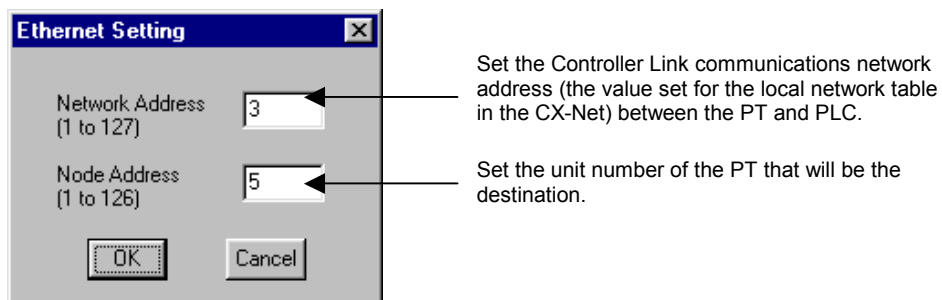 Ethernet Setting
Network Address
(1 to 127)
3
Set the Controller Link communications network
address (the value set for the local network table
in the CX-Net) between the PT and PLC.
Node Address
(1 to 126)
5
Set the unit number of the PT that will be the
destination.
OK
Cancel